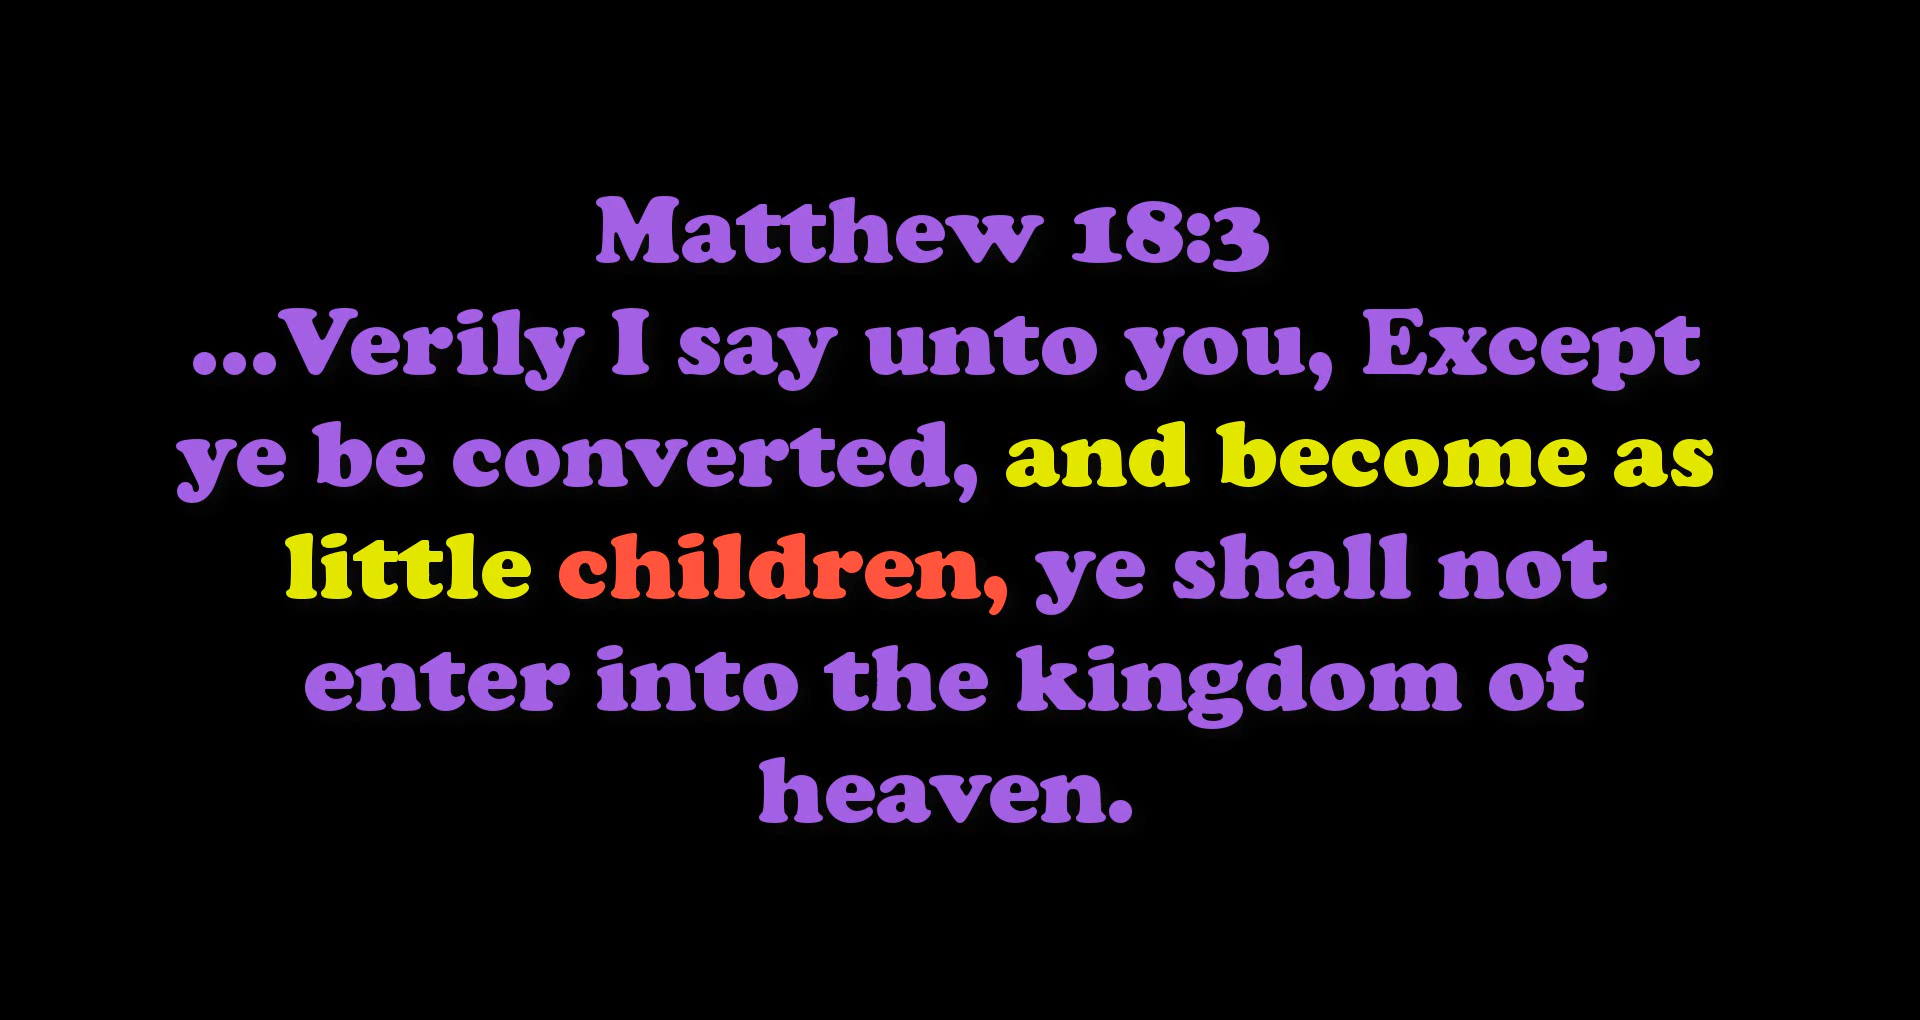 Matthew 18:3
...Verily I say unto you, Except
ye be converted, and become as
little children, ye shall not
enter into the kingdom of
heaven.